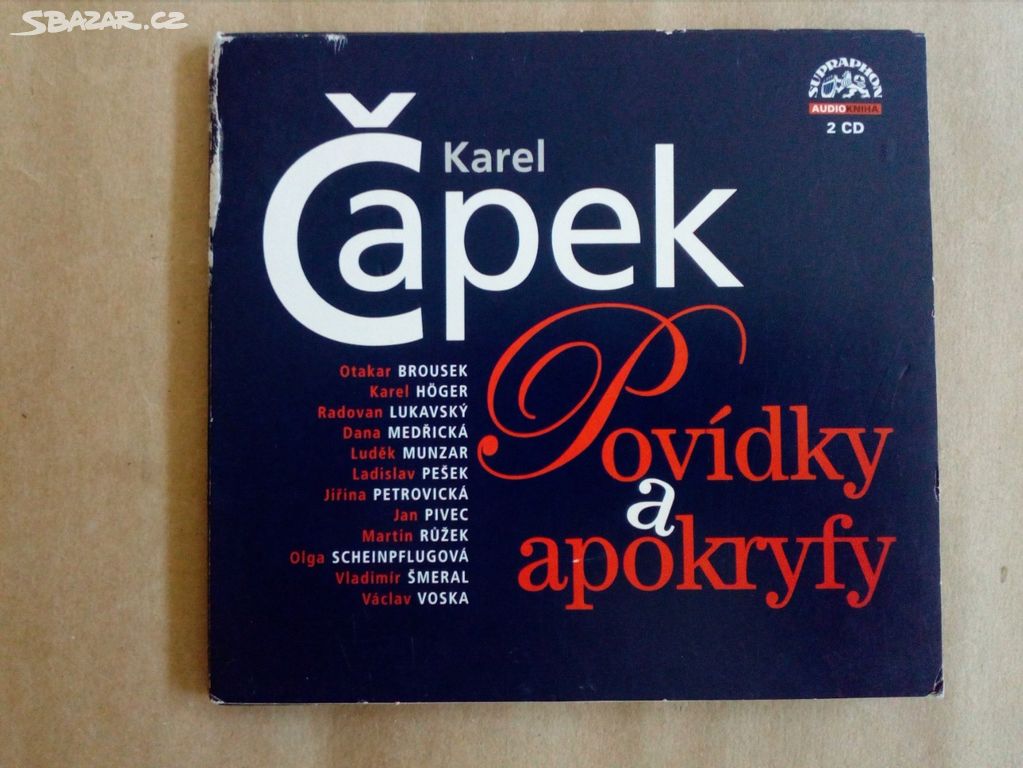 SBAZAR.CZ
SUPRAPHON
AUDIOKNIHA
2 CD
Karel
Čapek
Otakar BROUSEK
Karel HÖGER
Radovan LUKAVSKÝ
Dana MEDŘICKÁ
Luděk MUNZAR
Ladislav PEŠEK
Jiřina PETROVICKÁ
Jan PIVEC
Martin RŮŽEK
Olga SCHEINPFLUGOVÁ
Vladimír ŠMERAL
Václav VOSKA
Povídky
a
apokryfy